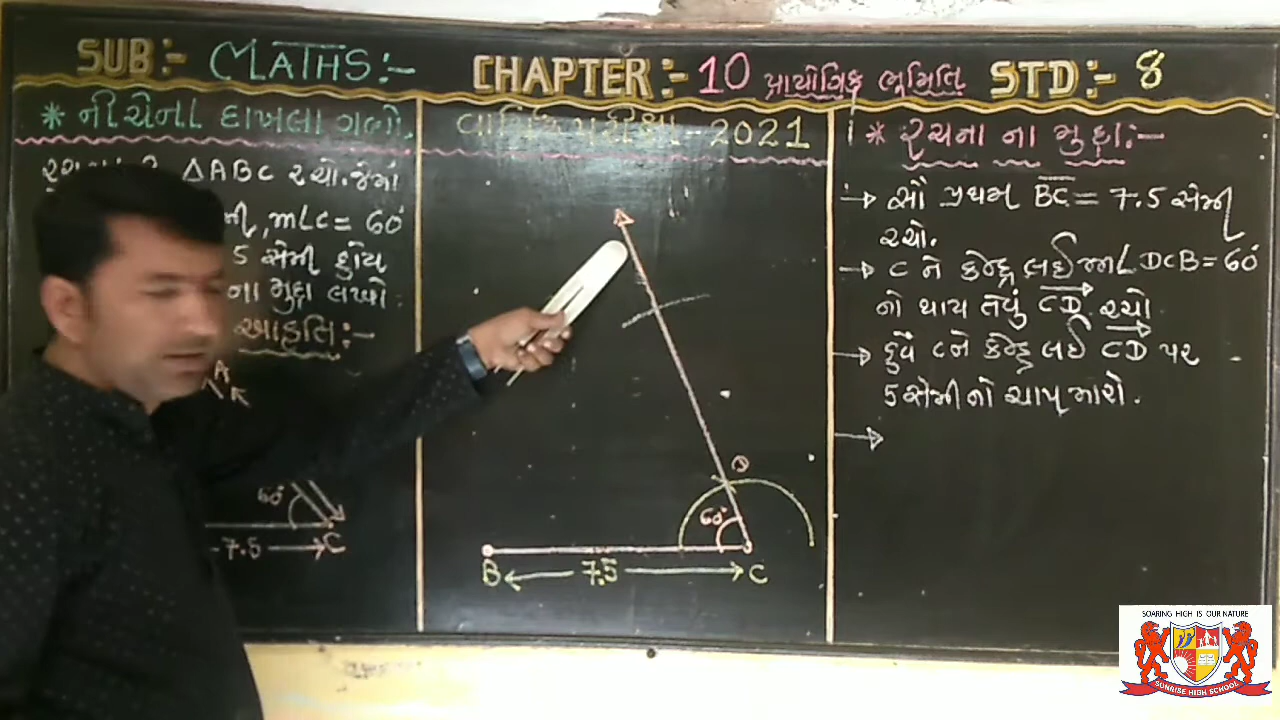 SUB:- MATHS:-
CHAPTER:- 10 પ્રાયોગિક ભૂમિતિ STD:- 8
* નીચેના દાખલા ગણો.
△ABC રચો.જેમાં
,m∠C= 60°
5 સેમી હોય
ના મુદ્દા લખો.
આકૃતિ:-
A
60°
-7.5→ C
વાર્ષિક પરીક્ષા - 2021
D
60°
B ← 7.5 → C
* રચના ના મુદ્દા:-
→ સૌ પ્રથમ BC = 7.5 સેમી
રચો.
→ C ને કેન્દ્ર લઈ m∠DCB = 60°
નો થાય તેવું CD રચો.
→ હવે C ને કેન્દ્ર લઈ CD પર
5 સેમી નો ચાપ મારો.
→
SOARING HIGH IS OUR NATURE
SUNRISE HIGH SCHOOL